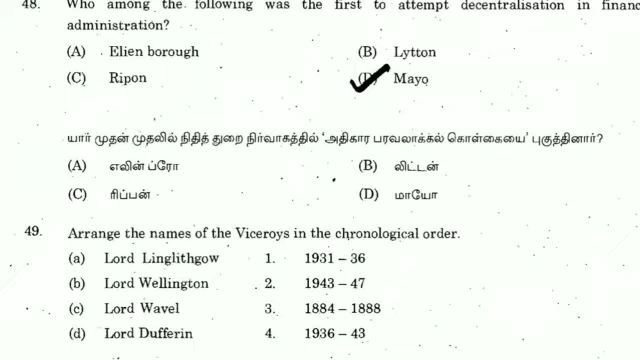 48. Who among the following was the first to attempt decentralisation in financ
administration?
(A) Elien borough (B) Lytton
(C) Ripon (D) Mayo
யார் முதன் முதலில் நிதித் துறை நிர்வாகத்தில் 'அதிகார பரவலாக்கல் கொள்கையை' புகுத்தினார்?
(A) எலின் ப்ரோ (B) லிட்டன்
(C) ரிப்பன் (D) மாயோ
49. Arrange the names of the Viceroys in the chronological order.
(a) Lord Linglithgow 1. 1931 – 36
(b) Lord Wellington 2. 1943 – 47
(c) Lord Wavel 3. 1884 – 1888
(d) Lord Dufferin 4. 1936 – 43